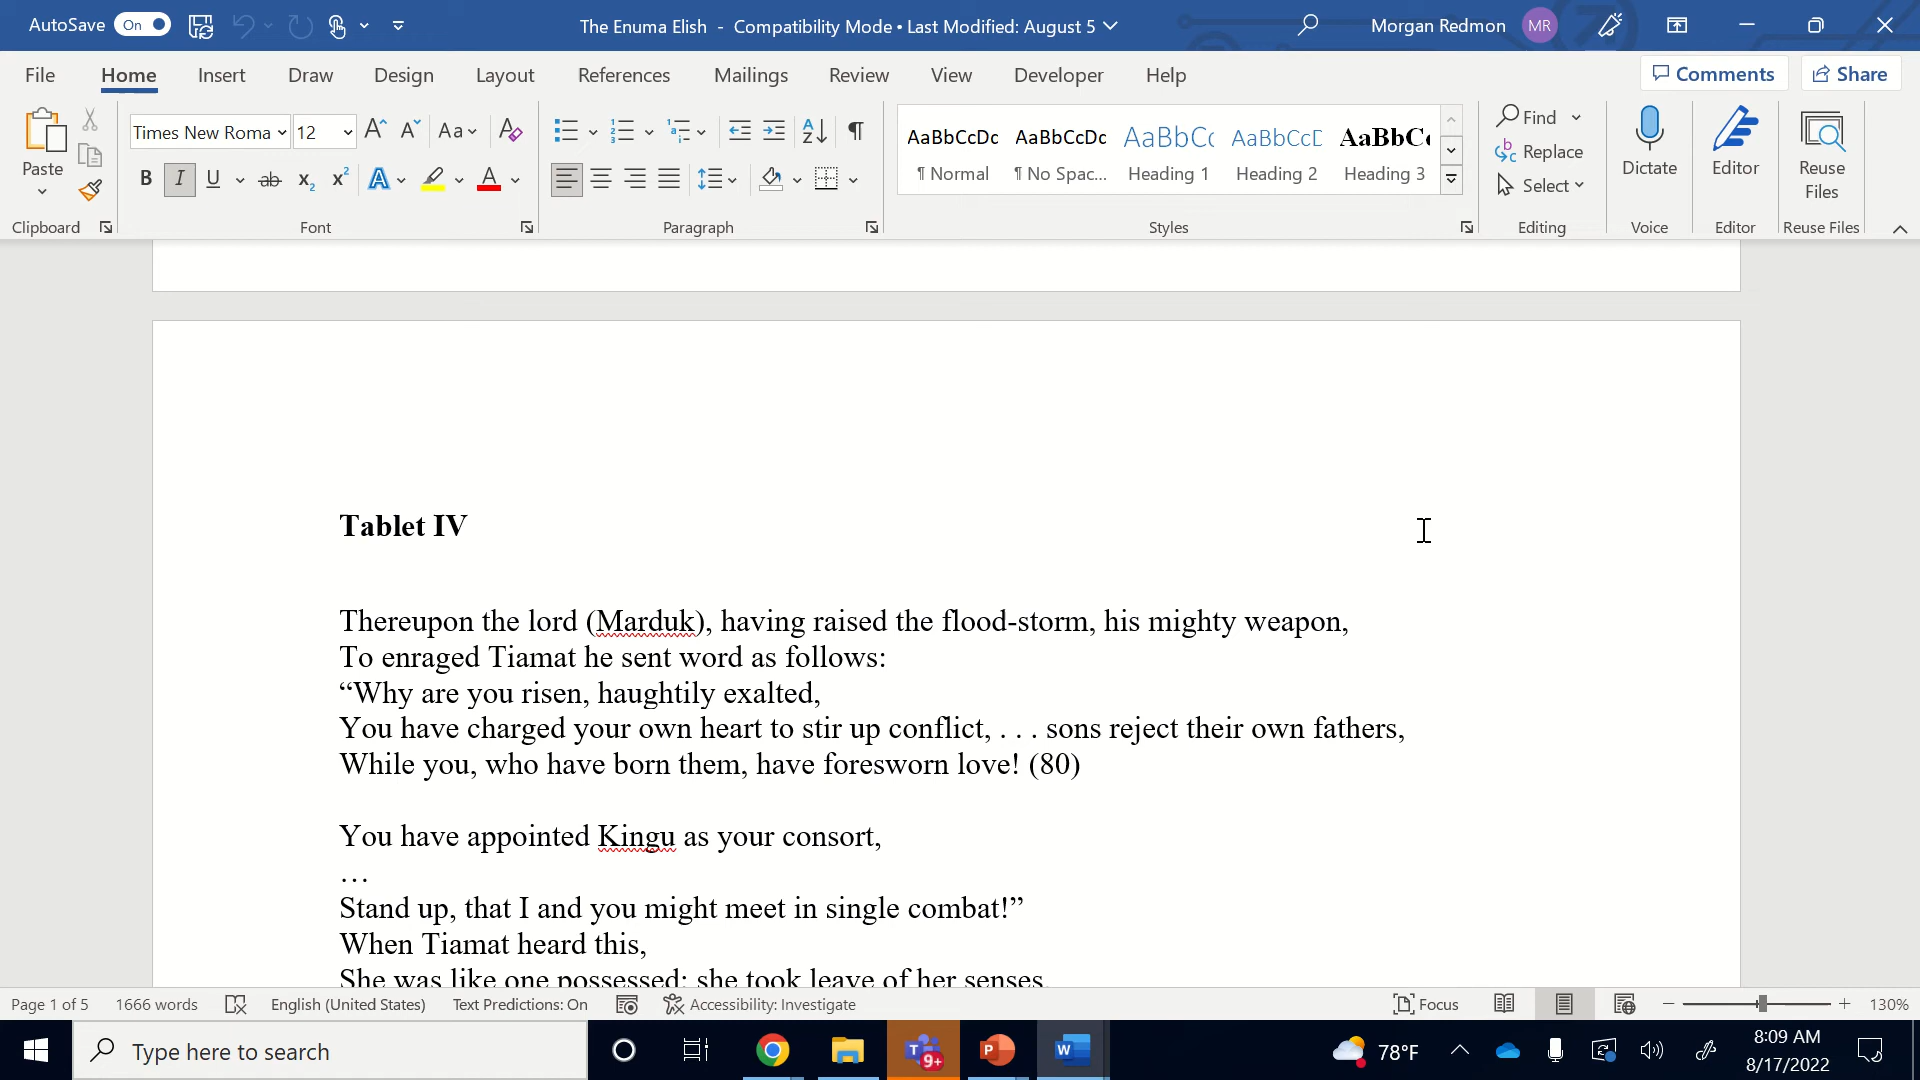 AutoSave On The Enuma Elish - Compatibility Mode • Last Modified: August 5 Morgan Redmon MR
File Home Insert Draw Design Layout References Mailings Review View Developer Help Comments Share
Paste Times New Roma 12 Aa AaBbCcDc AaBbCcDc AaBbCc AaBbCcD AaBbCc Find Replace Select Dictate Editor Reuse Files
¶ Normal ¶ No Spac... Heading 1 Heading 2 Heading 3
Clipboard Font Paragraph Styles Editing Voice Editor Reuse Files
Tablet IV
Thereupon the lord (Marduk), having raised the flood-storm, his mighty weapon,
To enraged Tiamat he sent word as follows:
“Why are you risen, haughtily exalted,
You have charged your own heart to stir up conflict, . . . sons reject their own fathers,
While you, who have born them, have foresworn love! (80)
You have appointed Kingu as your consort,
…
Stand up, that I and you might meet in single combat!”
When Tiamat heard this,
She was like one possessed; she took leave of her senses.
Page 1 of 5 1666 words English (United States) Text Predictions: On Accessibility: Investigate Focus 130%
Type here to search 9+ 78°F 8:09 AM
8/17/2022